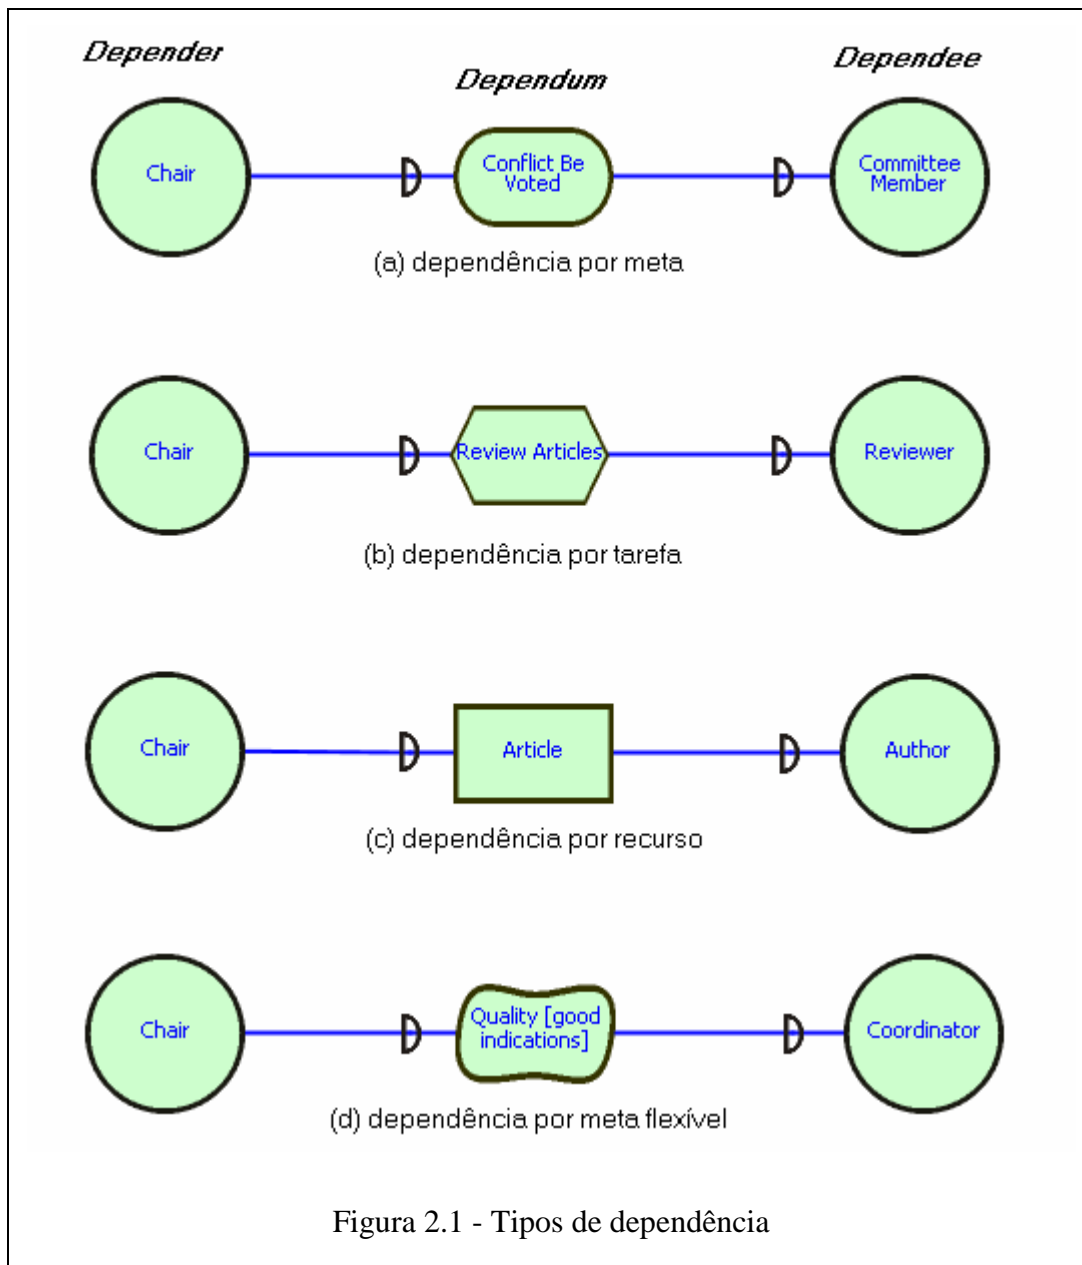 Depender
Dependum
Dependee
Chair
Conflict Be
Voted
Committee
Member
(a) dependência por meta
Chair
Review Articles
Reviewer
(b) dependência por tarefa
Chair
Article
Author
(c) dependência por recurso
Chair
Quality [good
indications]
Coordinator
(d) dependência por meta flexível
Figura 2.1 - Tipos de dependência